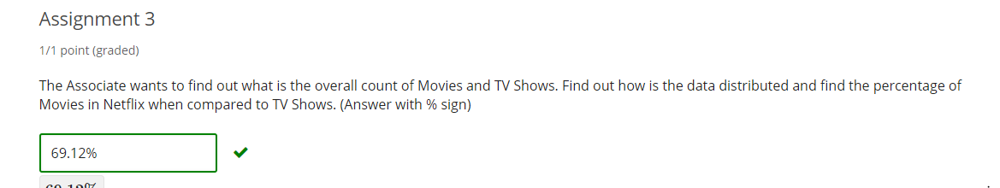 Assignment 3
1/1 point (graded)
The Associate wants to find out what is the overall count of Movies and TV Shows. Find out how is the data distributed and find the percentage of
Movies in Netflix when compared to TV Shows. (Answer with % sign)
69.12%